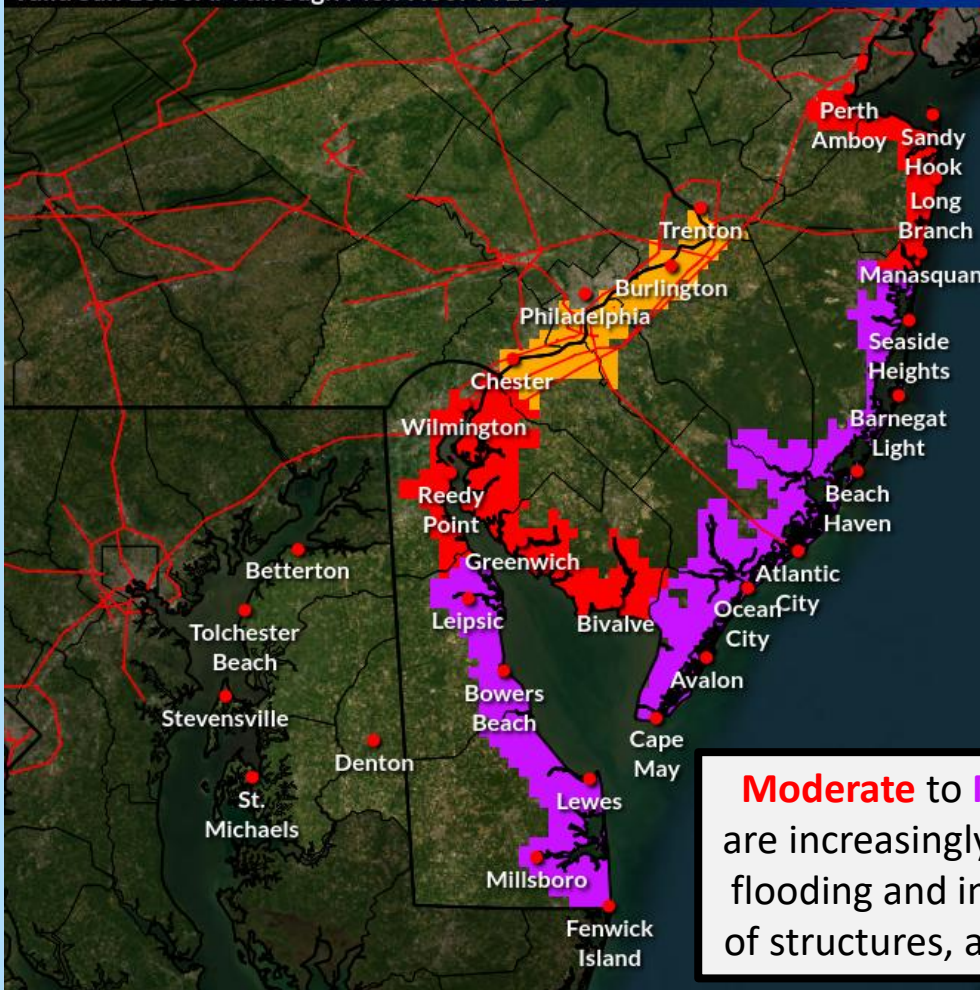 Perth
Amboy
Sandy
Hook
Long
Branch
Trenton
Manasquan
Burlington
Philadelphia
Seaside
Heights
Chester
Barnegat
Light
Wilmington
Reedy
Point
Beach
Haven
Betterton
Greenwich
Atlantic
City
Leipsic
Bivalve
Ocean
City
Tolchester
Beach
Avalon
Bowers
Beach
Stevensville
Cape
May
Denton
Lewes
St.
Michaels
Millsboro
Fenwick
Island
Moderate to
are increasingly
flooding and
of structures,